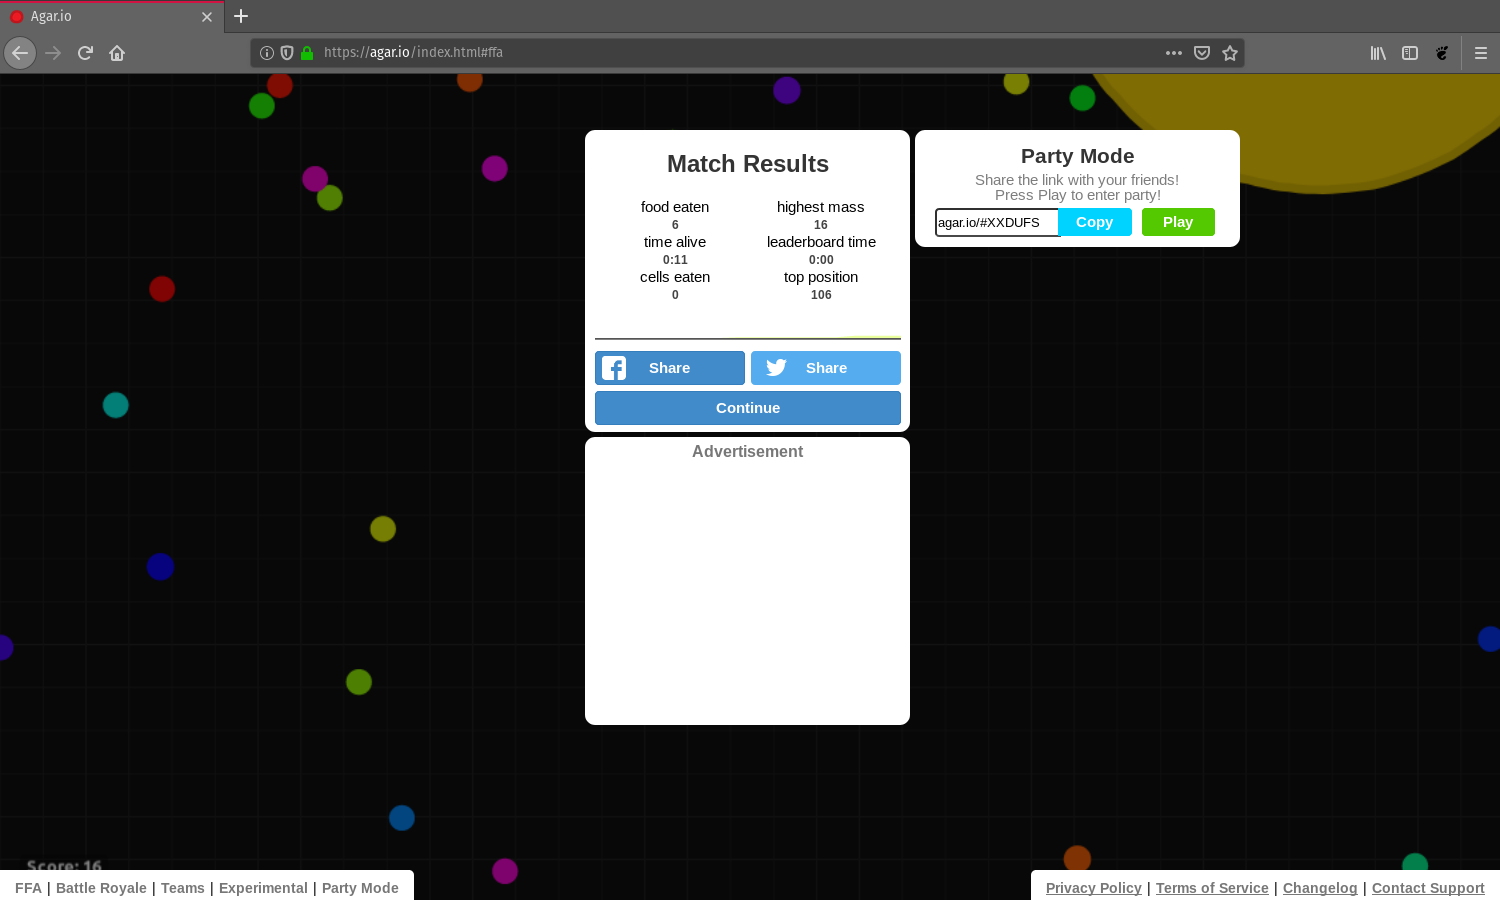 Agar.io
https://agar.io/index.html#ffa
Match Results
food eaten
6
highest mass
16
time alive
0:11
leaderboard time
0:00
cells eaten
0
top position
106
Share
Share
Continue
Advertisement
Party Mode
Share the link with your friends!
Press Play to enter party!
agar.io/#XXDUFS
Copy
Play
Score: 16
FFA | Battle Royale | Teams | Experimental | Party Mode
Privacy Policy | Terms of Service | Changelog | Contact Support